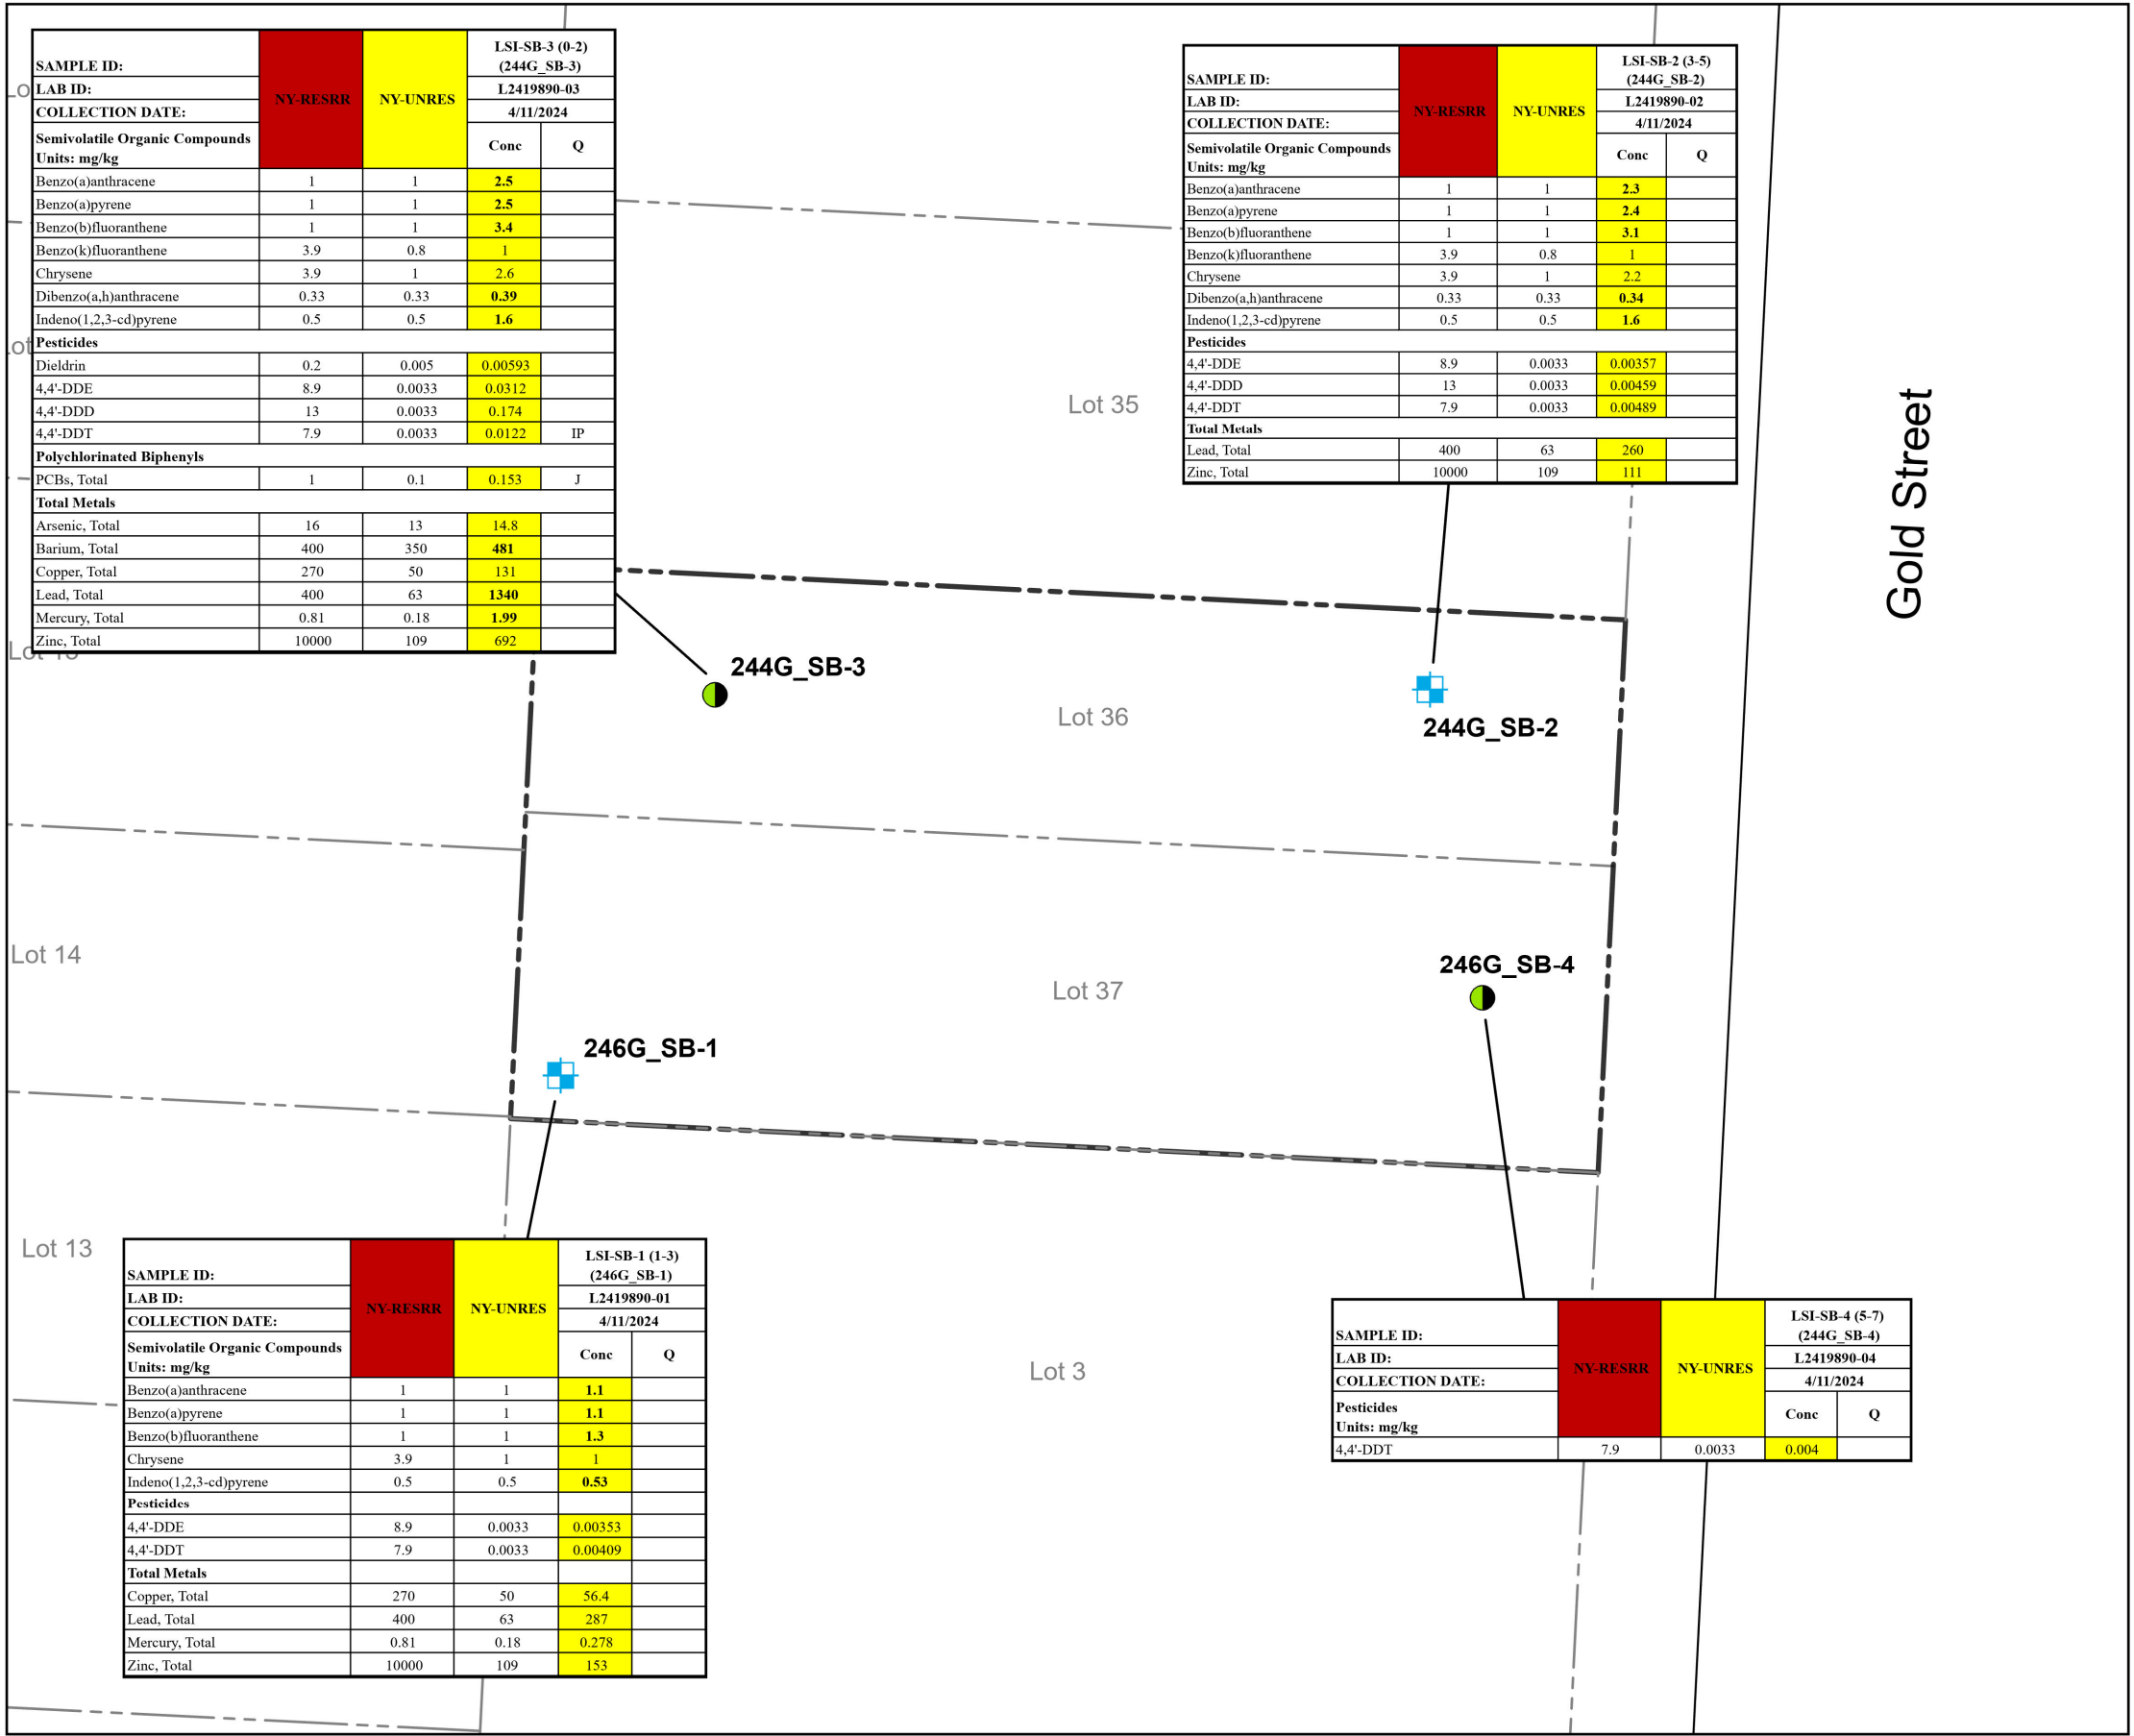 SAMPLE ID: NY-RESRR NY-UNRES LSI-SB-3 (0-2)
(244G_SB-3)
LAB ID: L2419890-03
COLLECTION DATE: 4/11/2024
Semivolatile Organic Compounds
Units: mg/kg Conc Q
Benzo(a)anthracene 1 1 2.5
Benzo(a)pyrene 1 1 2.5
Benzo(b)fluoranthene 1 1 3.4
Benzo(k)fluoranthene 3.9 0.8 1
Chrysene 3.9 1 2.6
Dibenzo(a,h)anthracene 0.33 0.33 0.39
Indeno(1,2,3-cd)pyrene 0.5 0.5 1.6
Pesticides
Dieldrin 0.2 0.005 0.00593
4,4'-DDE 8.9 0.0033 0.0312
4,4'-DDD 13 0.0033 0.174
4,4'-DDT 7.9 0.0033 0.0122 IP
Polychlorinated Biphenyls
PCBs, Total 1 0.1 0.153 J
Total Metals
Arsenic, Total 16 13 14.8
Barium, Total 400 350 481
Copper, Total 270 50 131
Lead, Total 400 63 1340
Mercury, Total 0.81 0.18 1.99
Zinc, Total 10000 109 692
SAMPLE ID: NY-RESRR NY-UNRES LSI-SB-2 (3-5)
(244G_SB-2)
LAB ID: L2419890-02
COLLECTION DATE: 4/11/2024
Semivolatile Organic Compounds
Units: mg/kg Conc Q
Benzo(a)anthracene 1 1 2.3
Benzo(a)pyrene 1 1 2.4
Benzo(b)fluoranthene 1 1 3.1
Benzo(k)fluoranthene 3.9 0.8 1
Chrysene 3.9 1 2.2
Dibenzo(a,h)anthracene 0.33 0.33 0.34
Indeno(1,2,3-cd)pyrene 0.5 0.5 1.6
Pesticides
4,4'-DDE 8.9 0.0033 0.00357
4,4'-DDD 13 0.0033 0.00459
4,4'-DDT 7.9 0.0033 0.00489
Total Metals
Lead, Total 400 63 260
Zinc, Total 10000 109 111
Lot 35
Gold Street
244G_SB-3
Lot 36
244G_SB-2
Lot 14
Lot 37
246G_SB-4
246G_SB-1
Lot 13
Lot 3
SAMPLE ID: NY-RESRR NY-UNRES LSI-SB-1 (1-3)
(246G_SB-1)
LAB ID: L2419890-01
COLLECTION DATE: 4/11/2024
Semivolatile Organic Compounds
Units: mg/kg Conc Q
Benzo(a)anthracene 1 1 1.1
Benzo(a)pyrene 1 1 1.1
Benzo(b)fluoranthene 1 1 1.3
Chrysene 3.9 1 1
Indeno(1,2,3-cd)pyrene 0.5 0.5 0.53
Pesticides
4,4'-DDE 8.9 0.0033 0.00353
4,4'-DDT 7.9 0.0033 0.00409
Total Metals
Copper, Total 270 50 56.4
Lead, Total 400 63 287
Mercury, Total 0.81 0.18 0.278
Zinc, Total 10000 109 153
SAMPLE ID: NY-RESRR NY-UNRES LSI-SB-4 (5-7)
(244G_SB-4)
LAB ID: L2419890-04
COLLECTION DATE: 4/11/2024
Pesticides
Units: mg/kg Conc Q
4,4'-DDT 7.9 0.0033 0.004